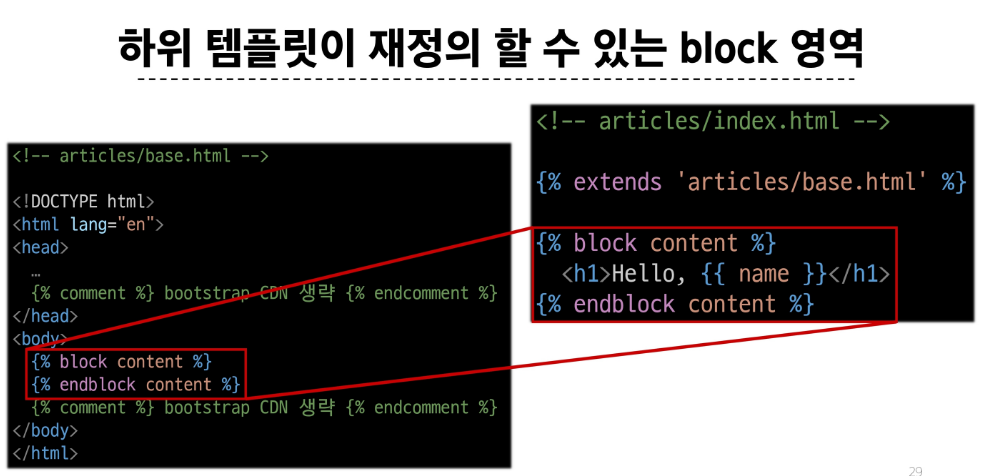 하위 템플릿이 재정의 할 수 있는 block 영역
<!-- articles/base.html -->
<!DOCTYPE html>
<html lang="en">
<head>
…
{% comment %} bootstrap CDN 생략 {% endcomment %}
</head>
<body>
{% block content %}
{% endblock content %}
{% comment %} bootstrap CDN 생략 {% endcomment %}
</body>
</html>
<!-- articles/index.html -->
{% extends 'articles/base.html' %}
{% block content %}
<h1>Hello, {{ name }}</h1>
{% endblock content %}
29